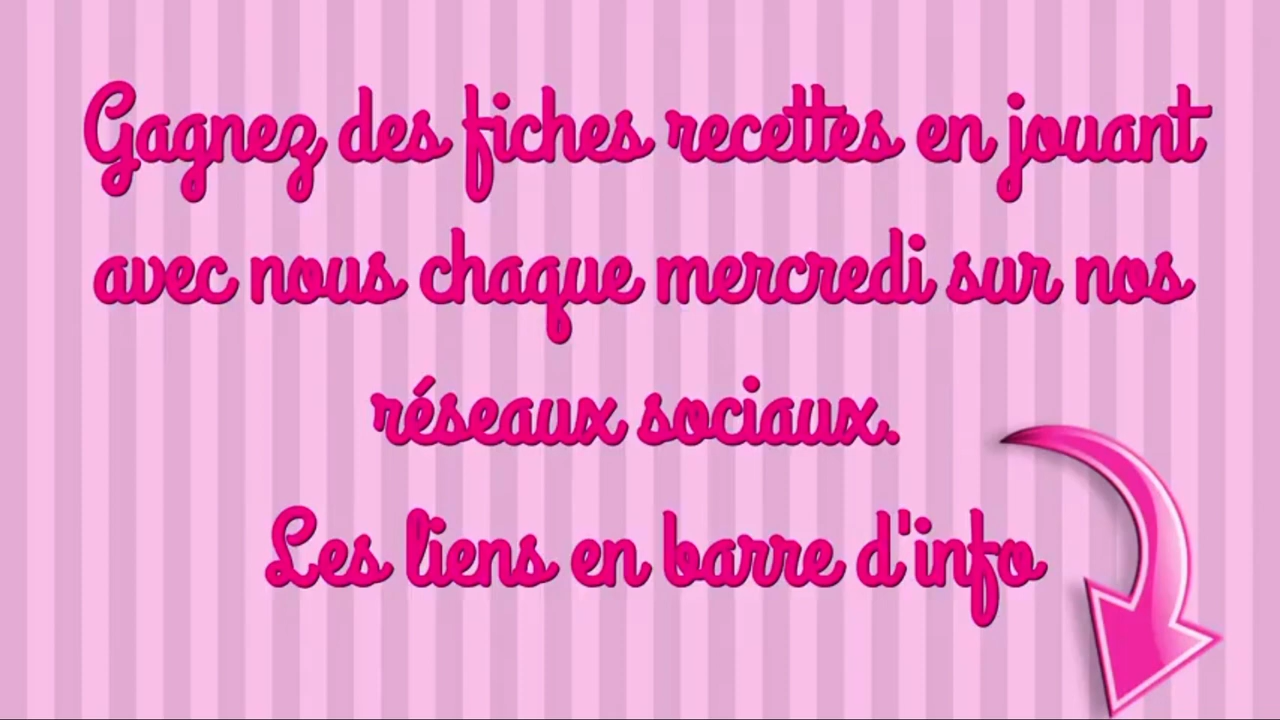 Gagnez des fiches recettes en jouant
avec nous chaque mercredi sur nos
réseaux sociaux.
Les liens en barre d'info